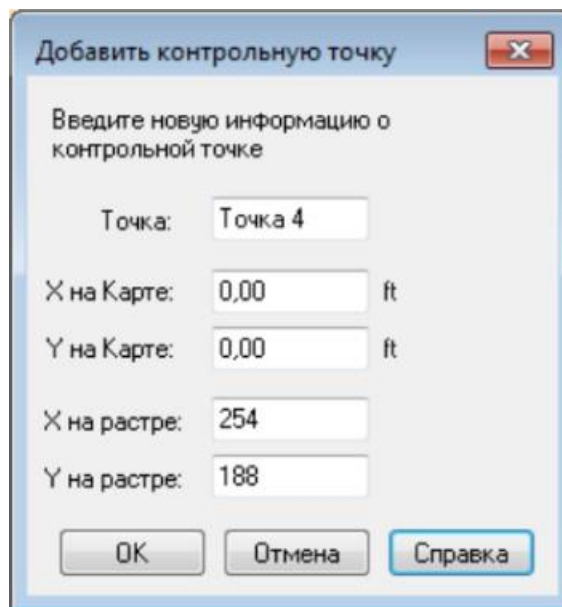 Добавить контрольную точку
Введите новую информацию о
контрольной точке
Точка: Точка 4
X на Карте: 0,00 ft
Y на Карте: 0,00 ft
X на растре: 254
Y на растре: 188
OK Отмена Справка